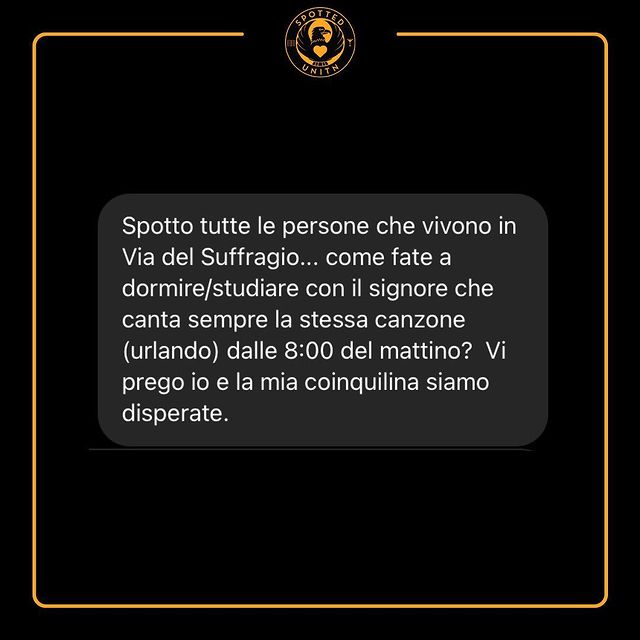 SPOTTED
UNITN
Spotto tutte le persone che vivono in
Via del Suffragio... come fate a
dormire/studiare con il signore che
canta sempre la stessa canzone
(urlando) dalle 8:00 del mattino?  Vi
prego io e la mia coinquilina siamo
disperate.